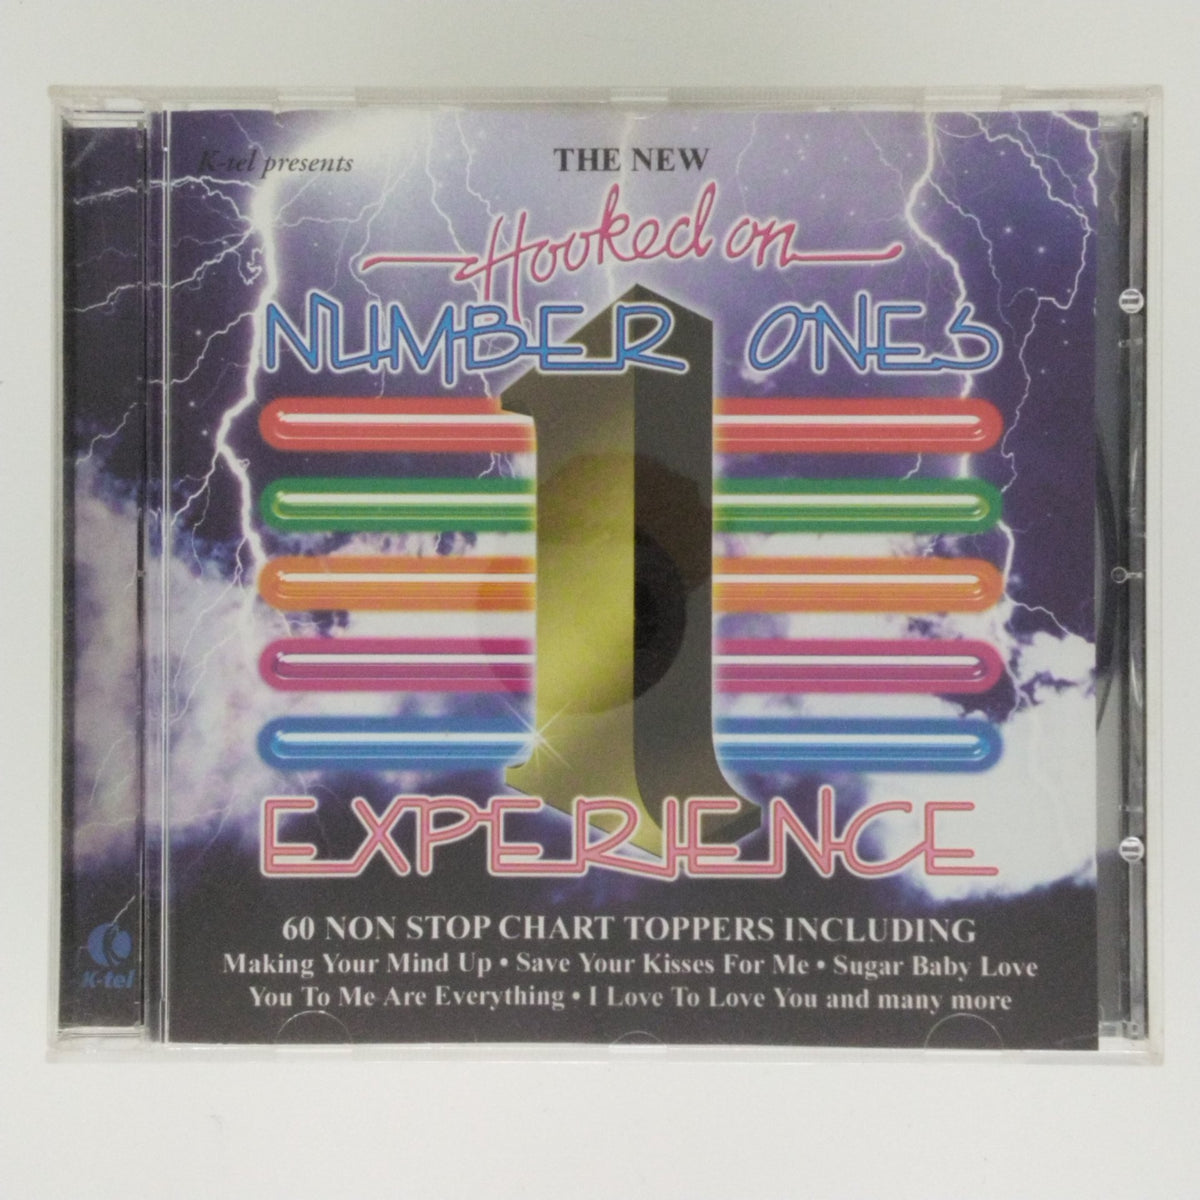 K-tel presents
THE NEW
Hooked on
NUMBER ONES
1
EXPERIENCE
60 NON STOP CHART TOPPERS INCLUDING
Making Your Mind Up • Save Your Kisses For Me • Sugar Baby Love
You To Me Are Everything • I Love To Love You and many more
K-tel